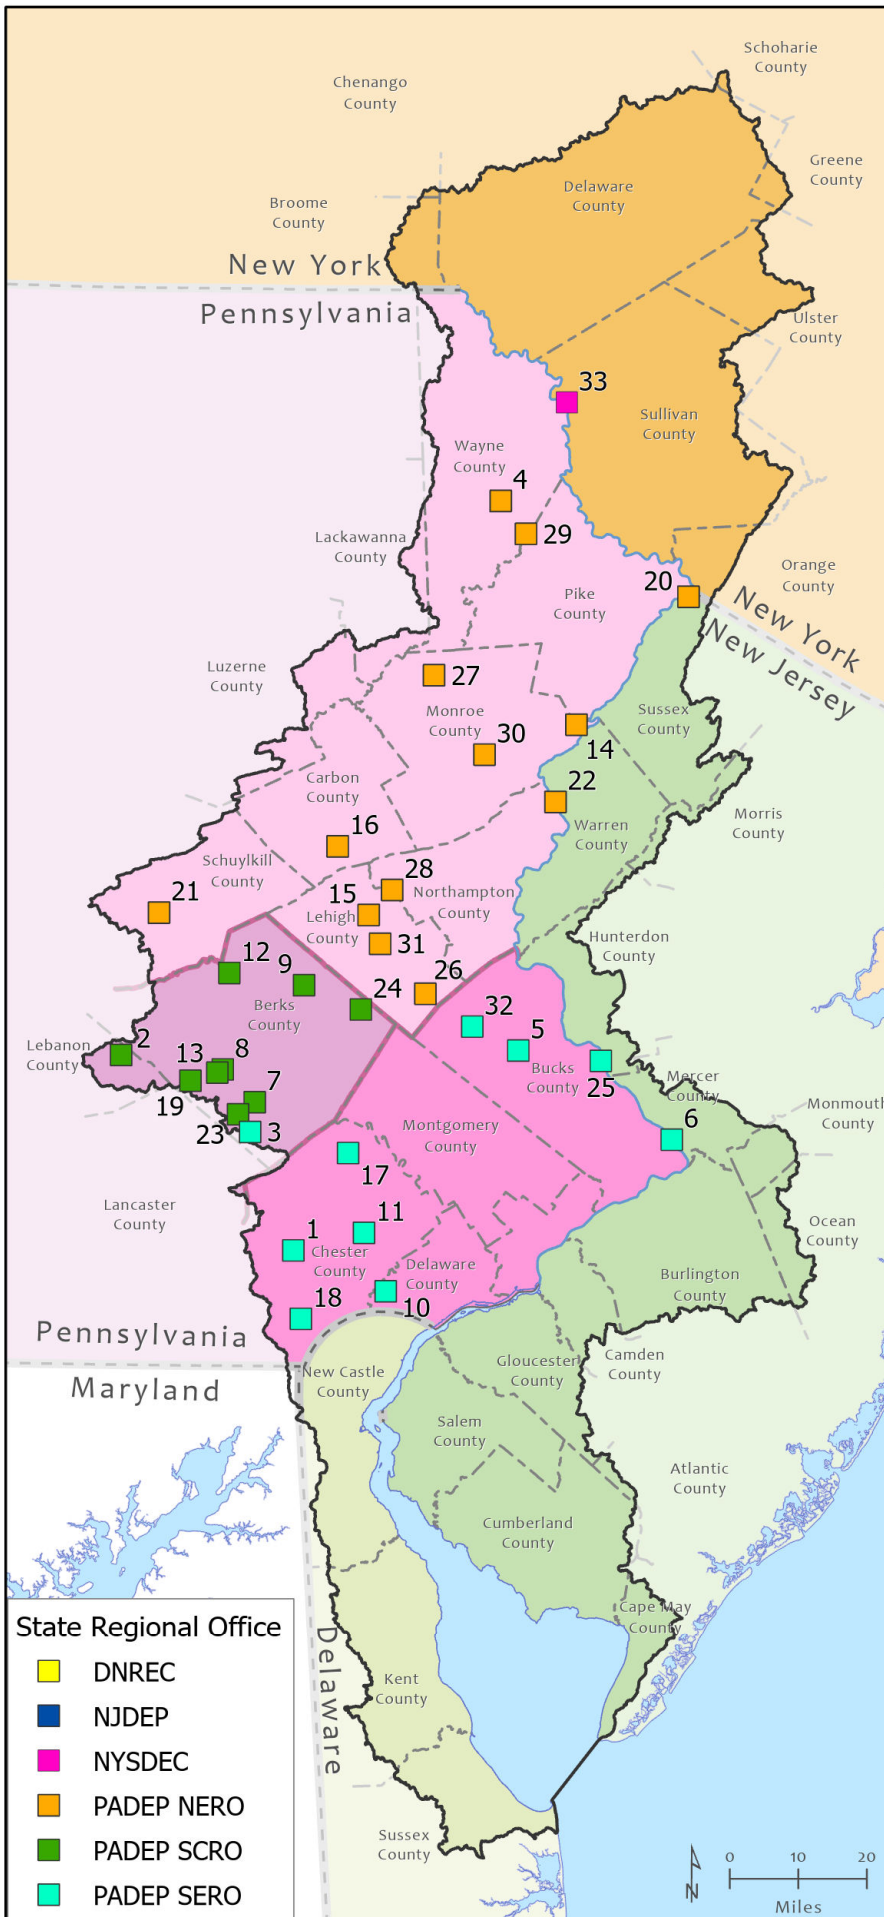 Schoharie
County
Chenango
County
Greene
County
Delaware
County
Broome
County
New York
Pennsylvania
Ulster
County
33
Sullivan
County
Wayne
County
4
29
Lackawanna
County
Orange
County
20
Pike
County
New York
New Jersey
Luzerne
County
27
Monroe
County
Sussex
County
30
14
Carbon
County
22
Warren
County
Morris
County
16
Schuylkill
County
28
21
15
Northampton
County
Lehigh
County
31
Hunterdon
County
12
9
26
24
Berks
County
32
Lebanon
County
2
8
5
13
Bucks
County
25
7
Mercer
County
19
Monmouth
County
6
23
3
Montgomery
County
17
Lancaster
County
11
1
Ocean
County
Chester
County
Delaware
County
Burlington
County
18
10
Pennsylvania
Maryland
New Castle
County
Gloucester
County
Camden
County
Salem
County
Atlantic
County
Cumberland
County
Cape May
County
Delaware
Kent
County
Sussex
County
State Regional Office
DNREC
NJDEP
NYSDEC
PADEP NERO
PADEP SCRO
PADEP SERO
N
0 10 20
Miles